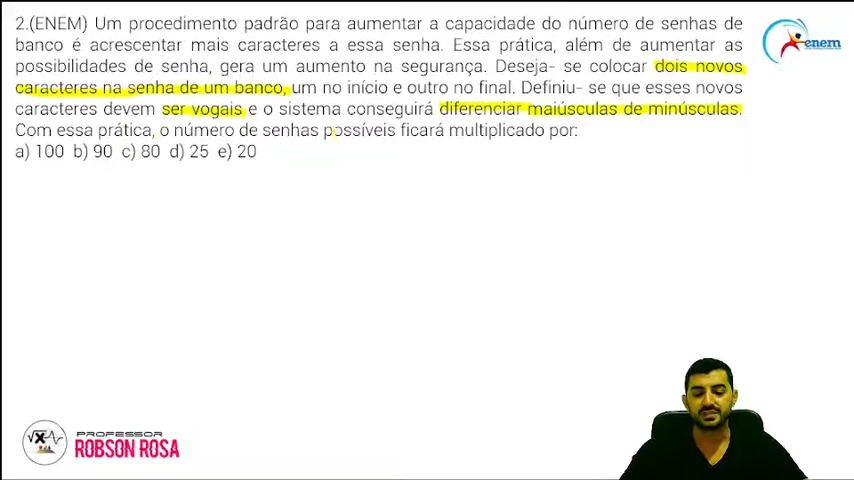 2.(ENEM) Um procedimento padrão para aumentar a capacidade do número de senhas de
banco é acrescentar mais caracteres a essa senha. Essa prática, além de aumentar as
possibilidades de senha, gera um aumento na segurança. Deseja- se colocar dois novos
caracteres na senha de um banco, um no início e outro no final. Definiu- se que esses novos
caracteres devem ser vogais e o sistema conseguirá diferenciar maiúsculas de minúsculas.
Com essa prática, o número de senhas possíveis ficará multiplicado por:
a) 100 b) 90 c) 80 d) 25 e) 20
enem
PROFESSOR
ROBSON ROSA